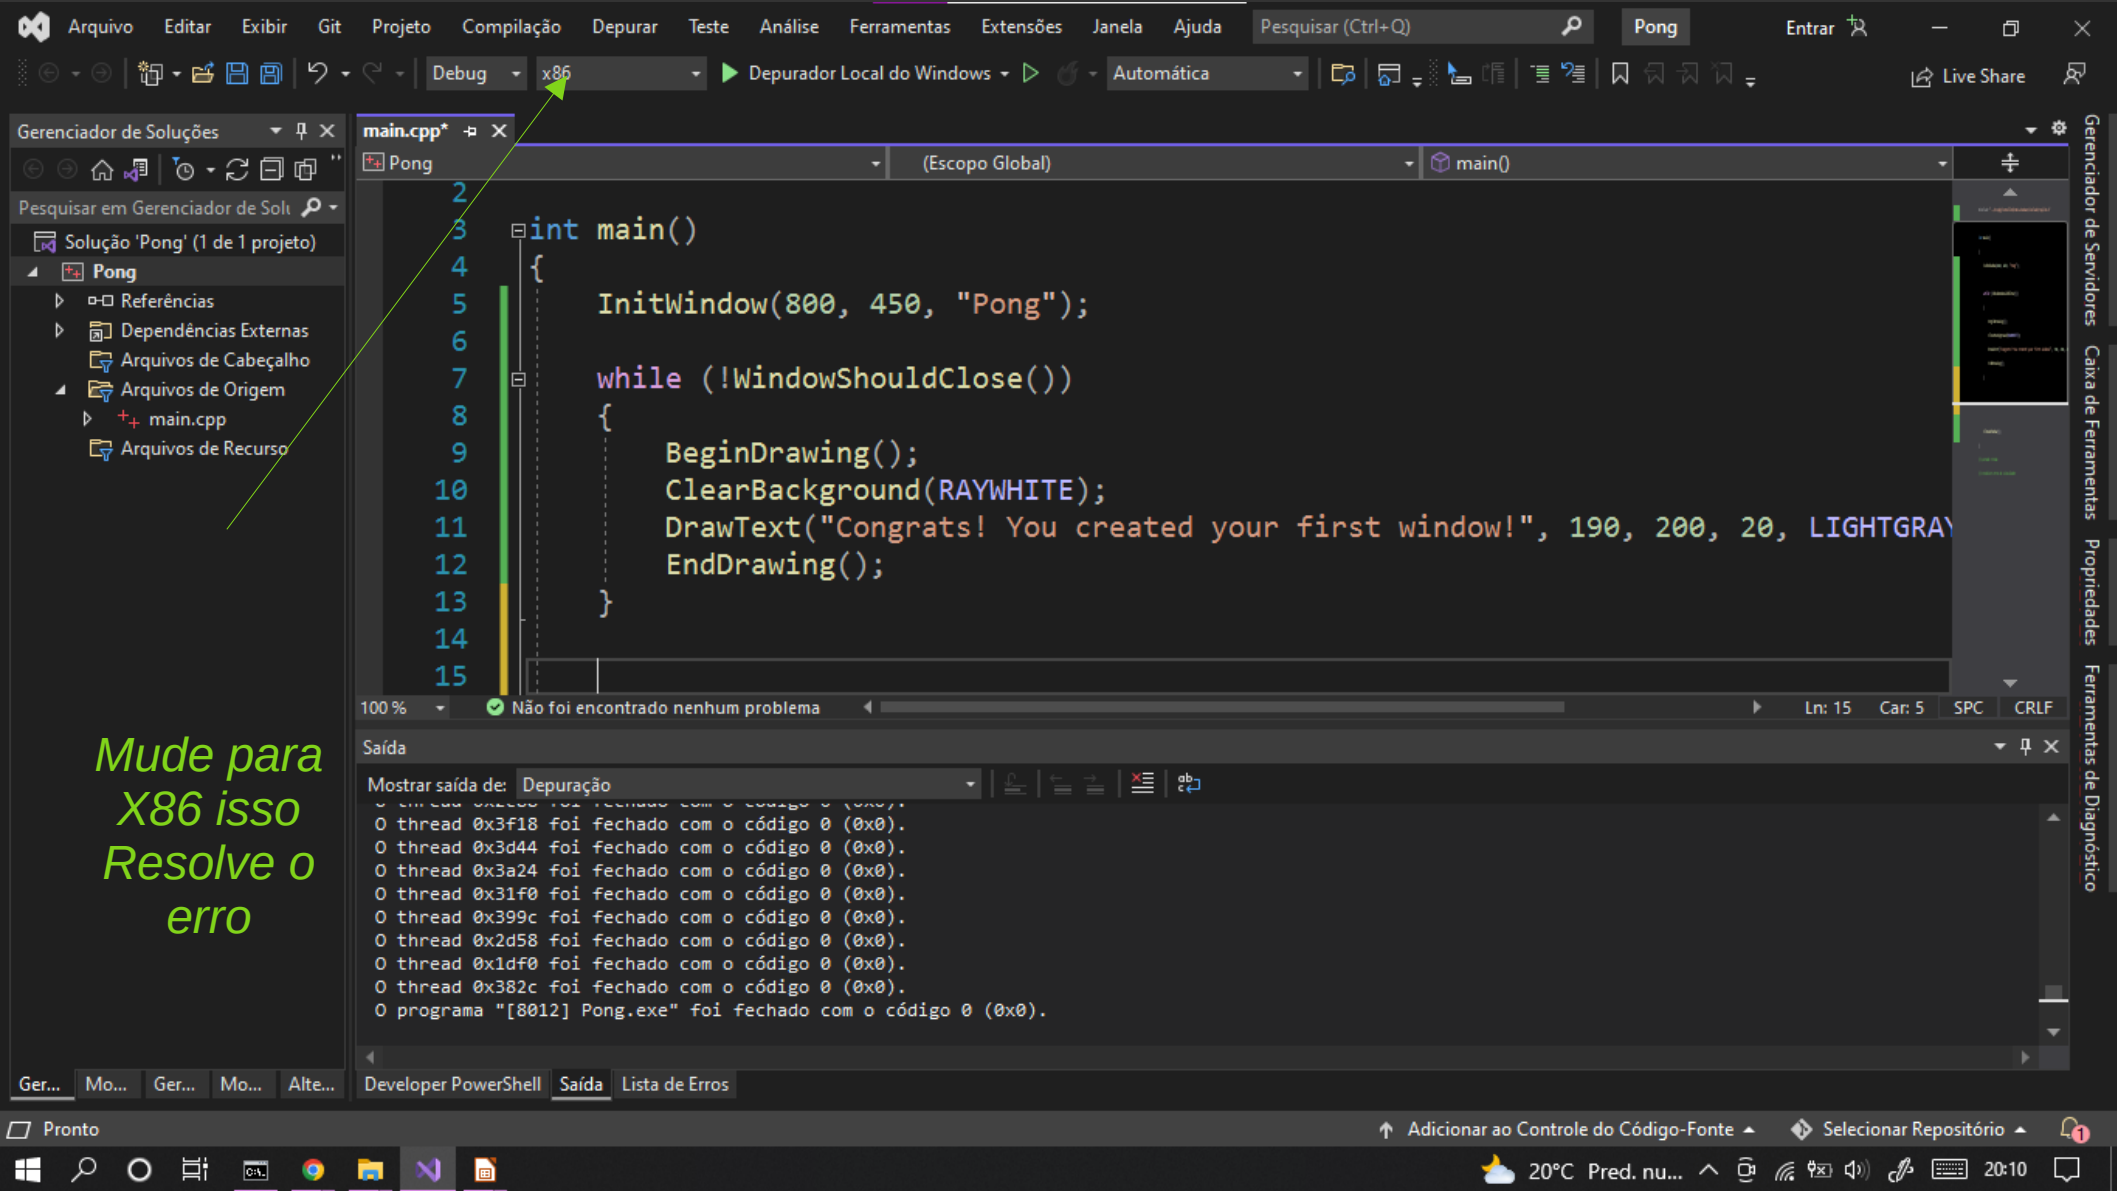 Arquivo Editar Exibir Git Projeto Compilação Depurar Teste Análise Ferramentas Extensões Janela Ajuda Pesquisar (Ctrl+Q) Pong Entrar
Debug x86 Depurador Local do Windows Automática Live Share
Gerenciador de Soluções
Pesquisar em Gerenciador de Solu
Solução 'Pong' (1 de 1 projeto)
Pong
Referências
Dependências Externas
Arquivos de Cabeçalho
Arquivos de Origem
main.cpp
Arquivos de Recurso
Mude para
X86 isso
Resolve o
erro
Ger... Mo... Ger... Mo... Alte...
main.cpp*
Pong (Escopo Global) main()
2
3 int main()
4 {
5 InitWindow(800, 450, "Pong");
6
7 while (!WindowShouldClose())
8 {
9 BeginDrawing();
10 ClearBackground(RAYWHITE);
11 DrawText("Congrats! You created your first window!", 190, 200, 20, LIGHTGRAY
12 EndDrawing();
13 }
14
15
100 % Não foi encontrado nenhum problema Ln: 15 Car: 5 SPC CRLF
Saída
Mostrar saída de: Depuração
O thread 0x3f18 foi fechado com o código 0 (0x0).
O thread 0x3d44 foi fechado com o código 0 (0x0).
O thread 0x3a24 foi fechado com o código 0 (0x0).
O thread 0x31f0 foi fechado com o código 0 (0x0).
O thread 0x399c foi fechado com o código 0 (0x0).
O thread 0x2d58 foi fechado com o código 0 (0x0).
O thread 0x1df0 foi fechado com o código 0 (0x0).
O thread 0x382c foi fechado com o código 0 (0x0).
O programa "[8012] Pong.exe" foi fechado com o código 0 (0x0).
Developer PowerShell Saída Lista de Erros
Gerenciador de Servidores
Caixa de Ferramentas
Propriedades
Ferramentas de Diagnóstico
Pronto Adicionar ao Controle do Código-Fonte Selecionar Repositório 1
20°C Pred. nu... 20:10